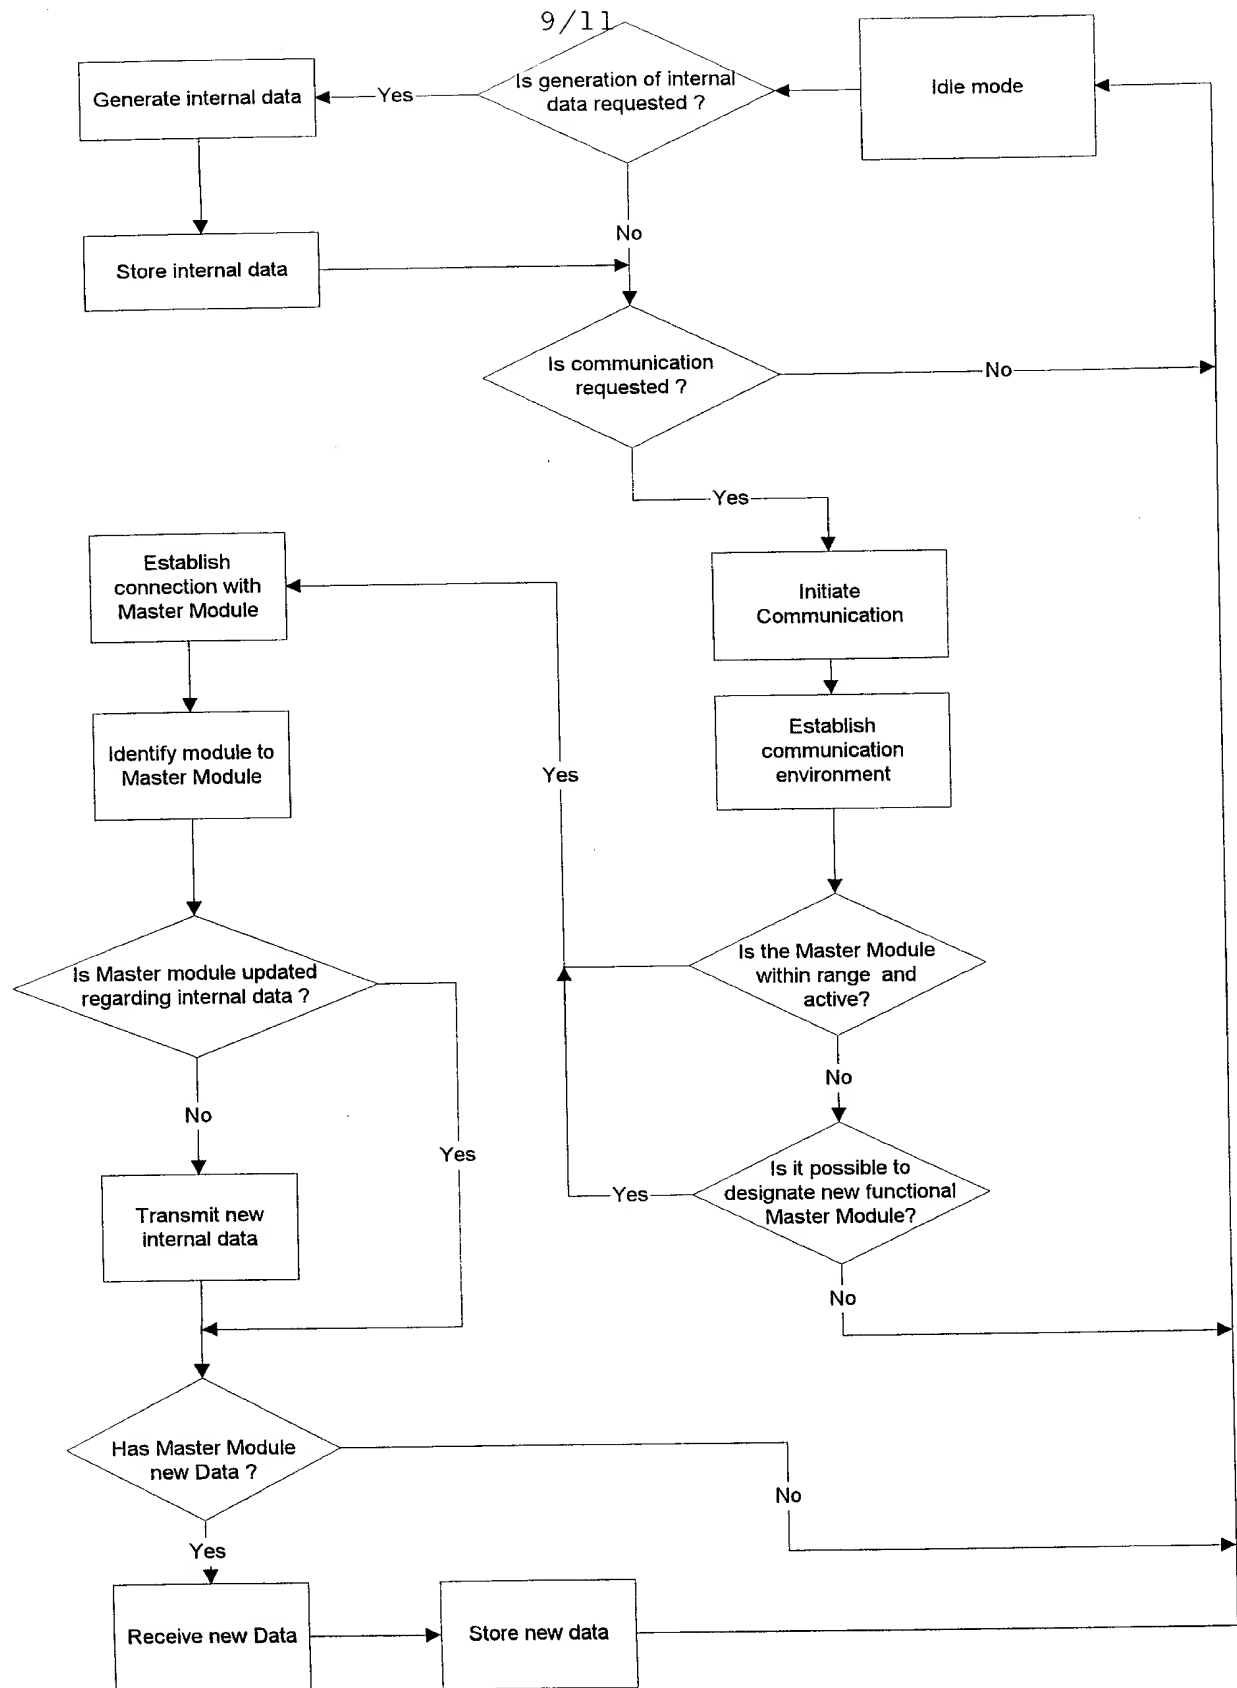 9/11
Generate internal data
Yes
Is generation of internal
data requested ?
Idle mode
No
Store internal data
Is communication
requested ?
No
Yes
Establish
connection with
Master Module
Initiate
Communication
Identify module to
Master Module
Establish
communication
environment
Yes
Is Master module updated
regarding internal data ?
Is the Master Module
within range and
active?
No
No
Yes
Is it possible to
designate new functional
Master Module?
Yes
Transmit new
internal data
No
Has Master Module
new Data ?
No
Yes
Receive new Data
Store new data